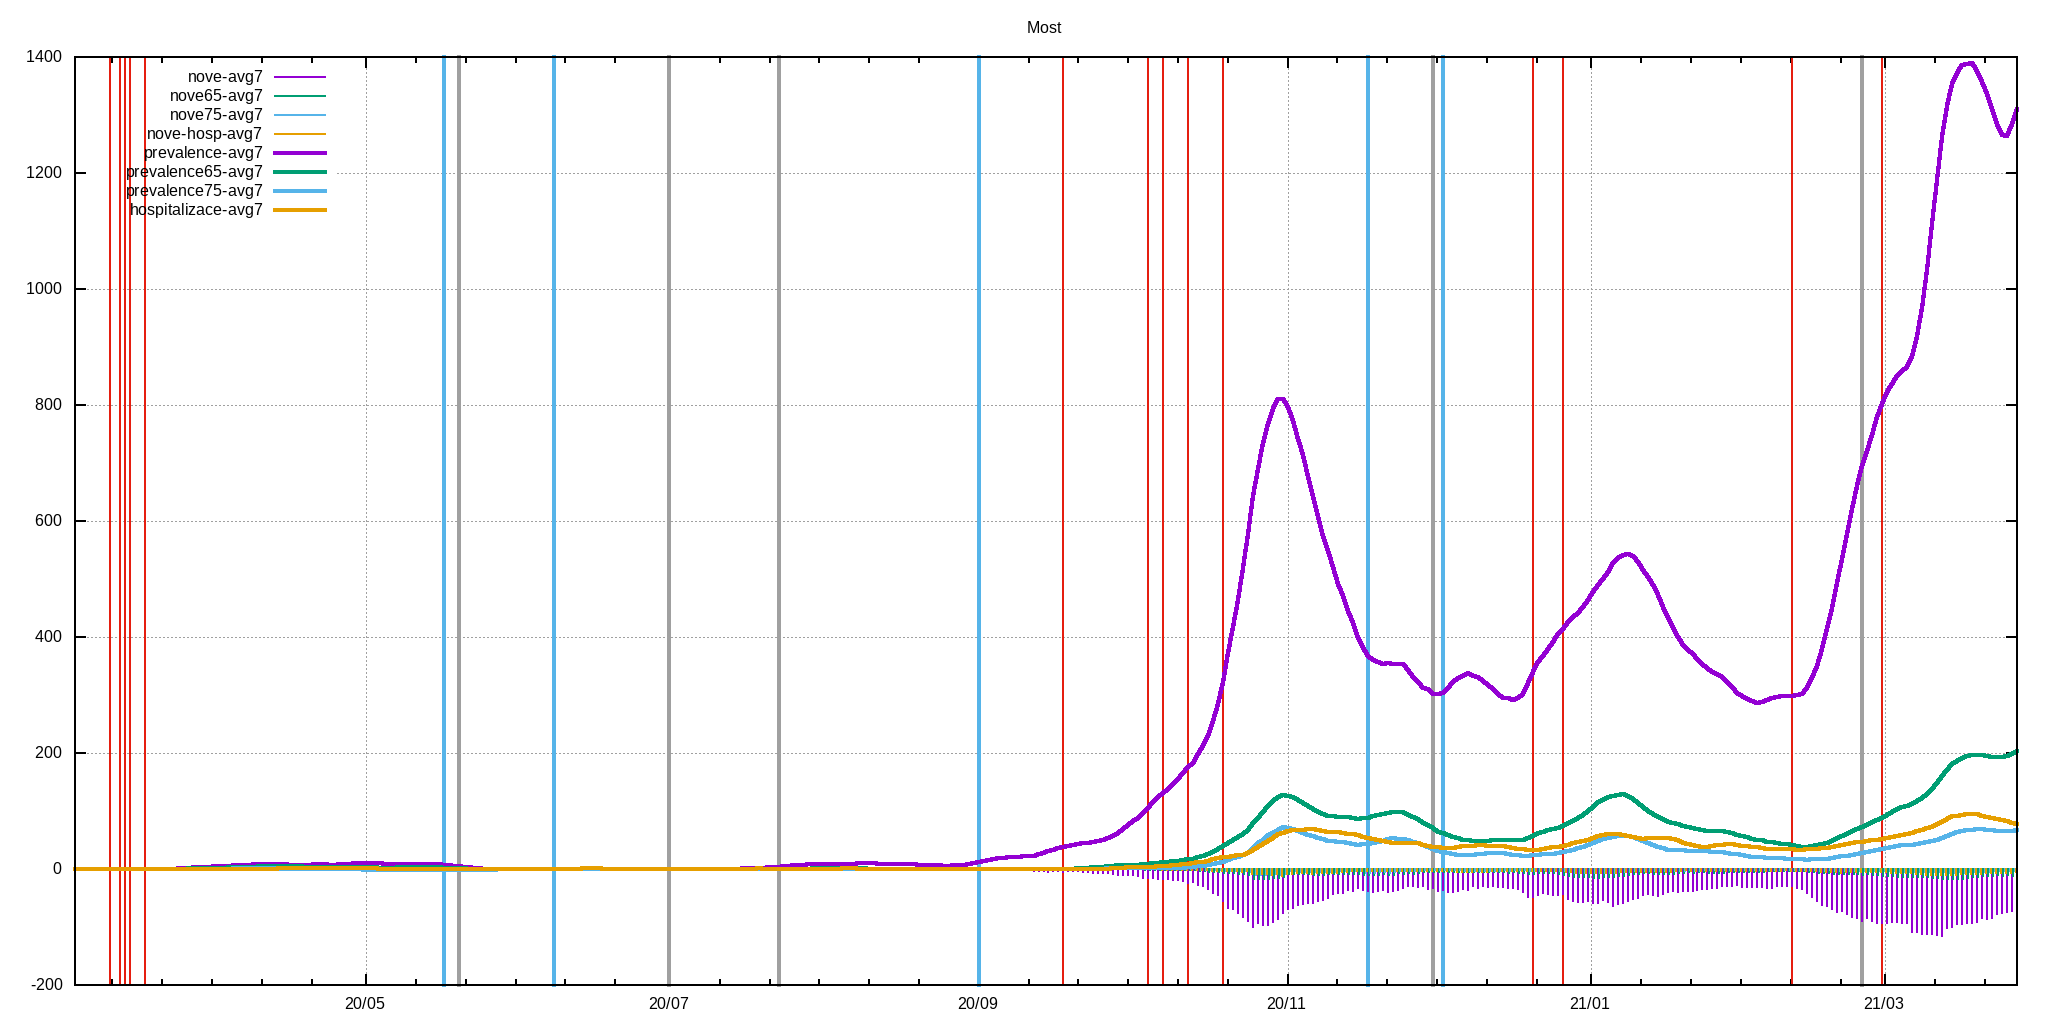 Most
1400
1200
1000
800
600
400
200
0
-200
nove-avg7
nove65-avg7
nove75-avg7
nove-hosp-avg7
prevalence-avg7
prevalence65-avg7
prevalence75-avg7
hospitalizace-avg7
20/05 20/07 20/09 20/11 21/01 21/03